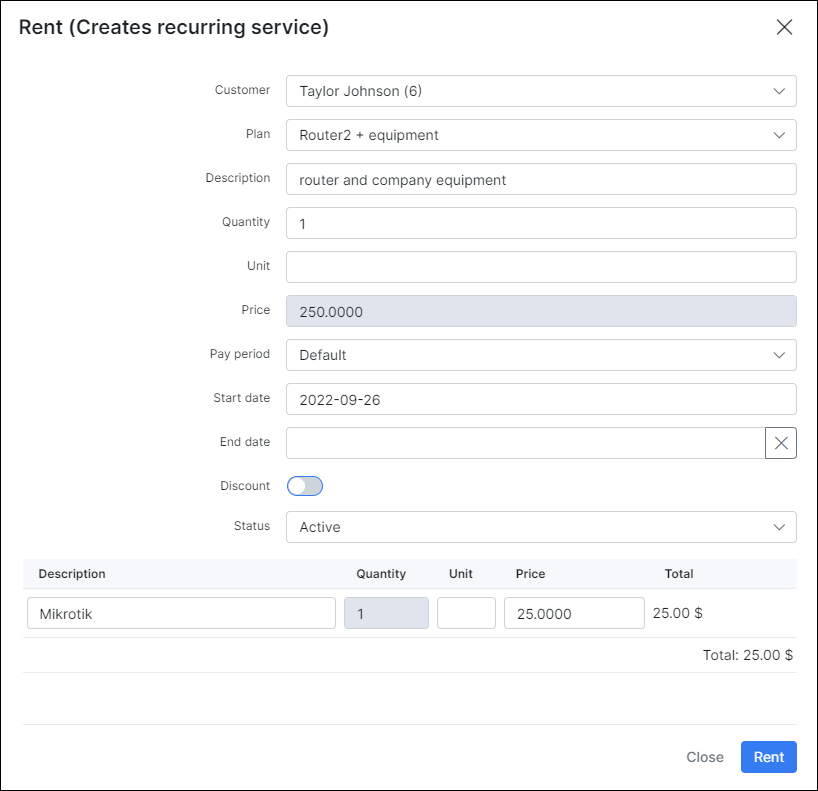 Rent (Creates recurring service)
Customer Taylor Johnson (6)
Plan Router2 + equipment
Description router and company equipment
Quantity 1
Unit
Price 250.0000
Pay period Default
Start date 2022-09-26
End date
Discount
Status Active
Description Quantity Unit Price Total
Mikrotik 1 25.0000 25.00 $
Total: 25.00 $
Close Rent